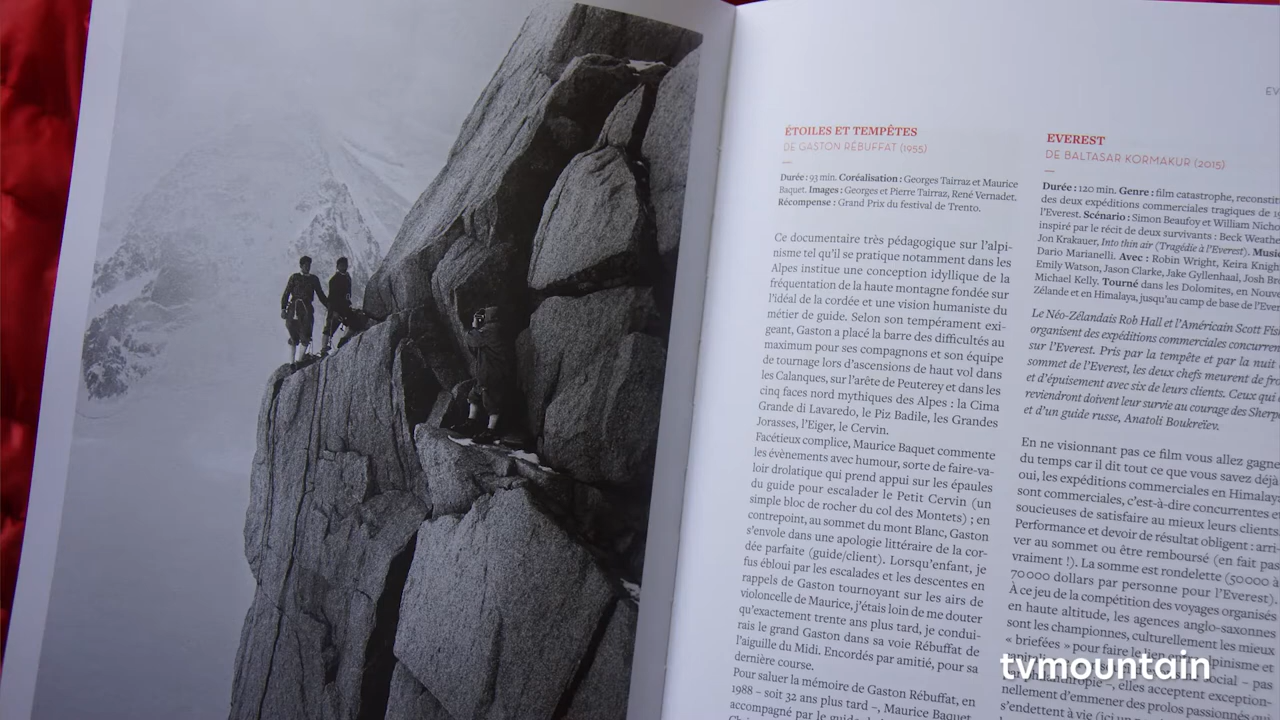 EV
ÉTOILES ET TEMPÊTES
DE GASTON RÉBUFFAT (1955)
Durée : 93 min. Coréalisation : Georges Tairraz et Maurice
Baquet. Images : Georges et Pierre Tairraz, René Vernadet.
Récompense : Grand Prix du festival de Trento.
Ce documentaire très pédagogique sur l'alpi-
nisme tel qu'il se pratique notamment dans les
Alpes institue une conception idyllique de la
fréquentation de la haute montagne fondée sur
l'idéal de la cordée et une vision humaniste du
métier de guide. Selon son tempérament exi-
geant, Gaston a placé la barre des difficultés au
maximum pour ses compagnons et son équipe
de tournage lors d'ascensions de haut vol dans
les Calanques, sur l'arête de Peuterey et dans les
cinq faces nord mythiques des Alpes : la Cima
Grande di Lavaredo, le Piz Badile, les Grandes
Jorasses, l'Eiger, le Cervin.
Facétieux complice, Maurice Baquet commente
les évènements avec humour, sorte de faire-va-
loir drolatique qui prend appui sur les épaules
du guide pour escalader le Petit Cervin (un
simple bloc de rocher du col des Montets) ; en
contrepoint, au sommet du mont Blanc, Gaston
s'envole dans une apologie littéraire de la cor-
dée parfaite (guide/client). Lorsqu'enfant, je
fus ébloui par les escalades et les descentes en
rappels de Gaston tournoyant sur les airs de
violoncelle de Maurice, j'étais loin de me douter
qu'exactement trente ans plus tard, je condui-
rais le grand Gaston dans sa voie Rébuffat de
l'aiguille du Midi. Encordés par amitié, pour sa
dernière course.
Pour saluer la mémoire de Gaston Rébuffat, en
1988 – soit 32 ans plus tard –, Maurice Baquet
accompagné par le guide
EVEREST
DE BALTASAR KORMAKUR (2015)
Durée : 120 min. Genre : film catastrophe, reconstit
des deux expéditions commerciales tragiques de
l'Everest. Scénario : Simon Beaufoy et William Nicho
inspiré par le récit de deux survivants : Beck Weathe
Jon Krakauer, Into thin air (Tragédie à l'Everest). Musi
Dario Marianelli. Avec : Robin Wright, Keira Knigh
Emily Watson, Jason Clarke, Jake Gyllenhaal, Josh Bro
Michael Kelly. Tourné dans les Dolomites, en Nouve
Zélande et en Himalaya, jusqu'au camp de base de l'Ever
Le Néo-Zélandais Rob Hall et l'Américain Scott Fis
organisent des expéditions commerciales concurren
sur l'Everest. Pris par la tempête et par la nuit
sommet de l'Everest, les deux chefs meurent de fr
et d'épuisement avec six de leurs clients. Ceux qui
reviendront doivent leur survie au courage des Sherp
et d'un guide russe, Anatoli Boukreïev.
En ne visionnant pas ce film vous allez gagne
du temps car il dit tout ce que vous savez déjà
oui, les expéditions commerciales en Himalay
sont commerciales, c'est-à-dire concurrentes e
soucieuses de satisfaire au mieux leurs clients.
Performance et devoir de résultat obligent : arri-
ver au sommet ou être remboursé (en fait pas
vraiment !). La somme est rondelette (50000 à
70000 dollars par personne pour l'Everest).
À ce jeu de la compétition des voyages organisés
en haute altitude, les agences anglo-saxonnes
sont les championnes, culturellement les mieux
« briefées » pour faire le lien entre alpinisme et
social – pas
elles acceptent exception-
nellement d'emmener des prolos passionnés
s'endettent à vie (ici
tvmountain